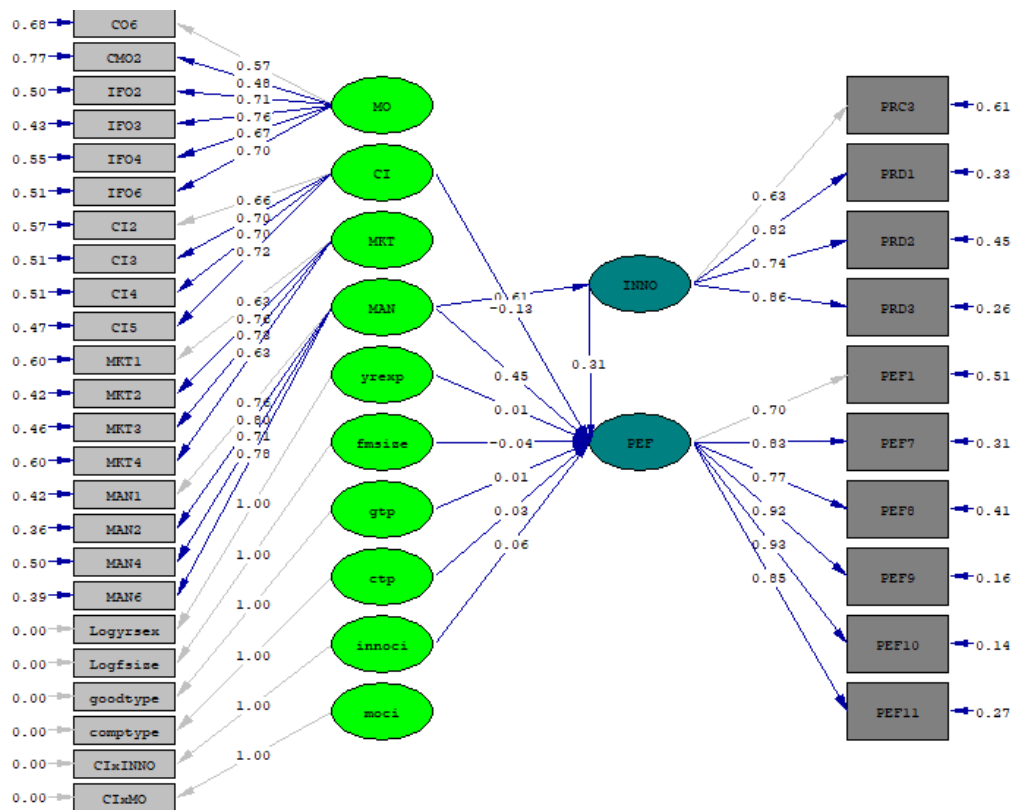 0.68 CO6
0.77 CMO2
0.50 IFO2
0.43 IFO3
0.55 IFO4
0.51 IFO6
0.57 CI2
0.51 CI3
0.51 CI4
0.47 CI5
0.60 MKT1
0.42 MKT2
0.46 MKT3
0.60 MKT4
0.42 MAN1
0.36 MAN2
0.50 MAN4
0.39 MAN6
0.00 Logyrsex
0.00 Logfsize
0.00 goodtype
0.00 comptype
0.00 CIxINNO
0.00 CIxMO
0.57
0.48
0.71
0.76
0.67
0.70
0.66
0.70
0.70
0.72
0.63
0.63
0.76
0.71
0.78
1.00
1.00
1.00
1.00
1.00
1.00
MO
CI
MKT
MAN
yrexp
fmsize
gtp
ctp
innoci
moci
0.61
-0.13
0.45
0.01
-0.04
0.01
0.03
0.06
0.31
INNO
PEF
0.63
0.82
0.74
0.86
0.70
0.83
0.77
0.92
0.93
0.85
PRC3 0.61
PRD1 0.33
PRD2 0.45
PRD3 0.26
PEF1 0.51
PEF7 0.31
PEF8 0.41
PEF9 0.16
PEF10 0.14
PEF11 0.27